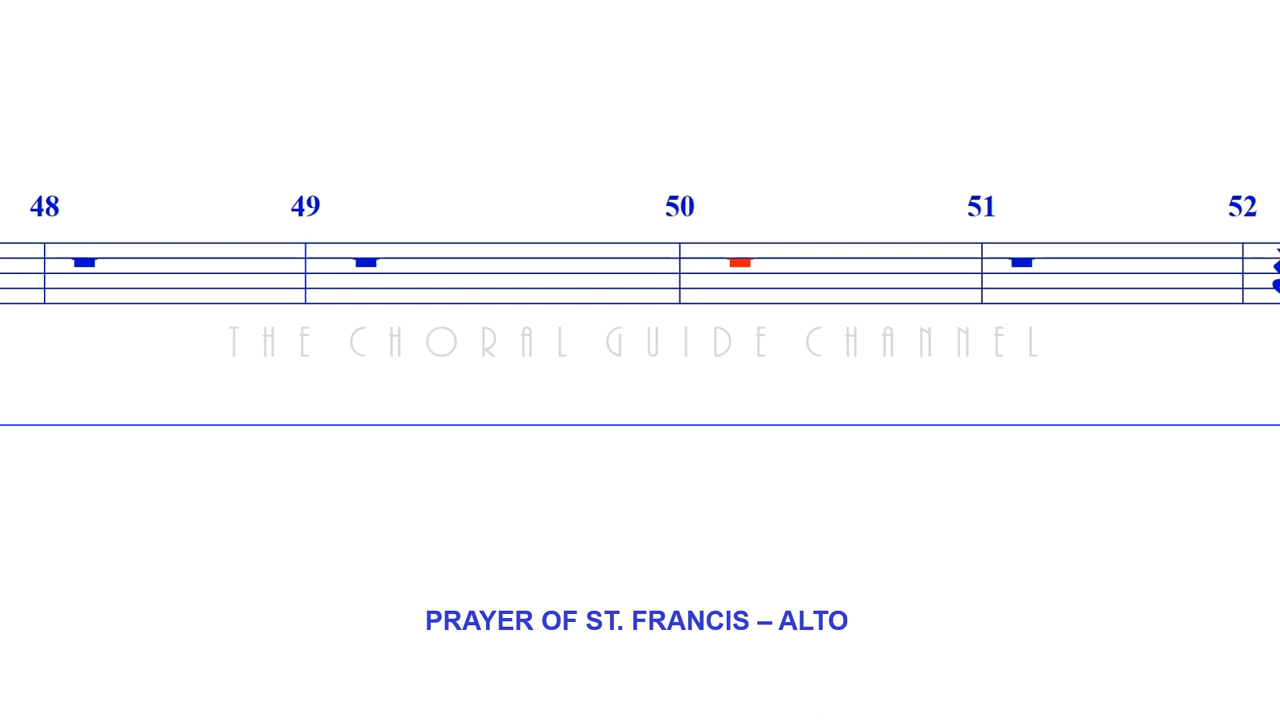 48 49 50 51 52
THE CHORAL GUIDE CHANNEL
PRAYER OF ST. FRANCIS – ALTO